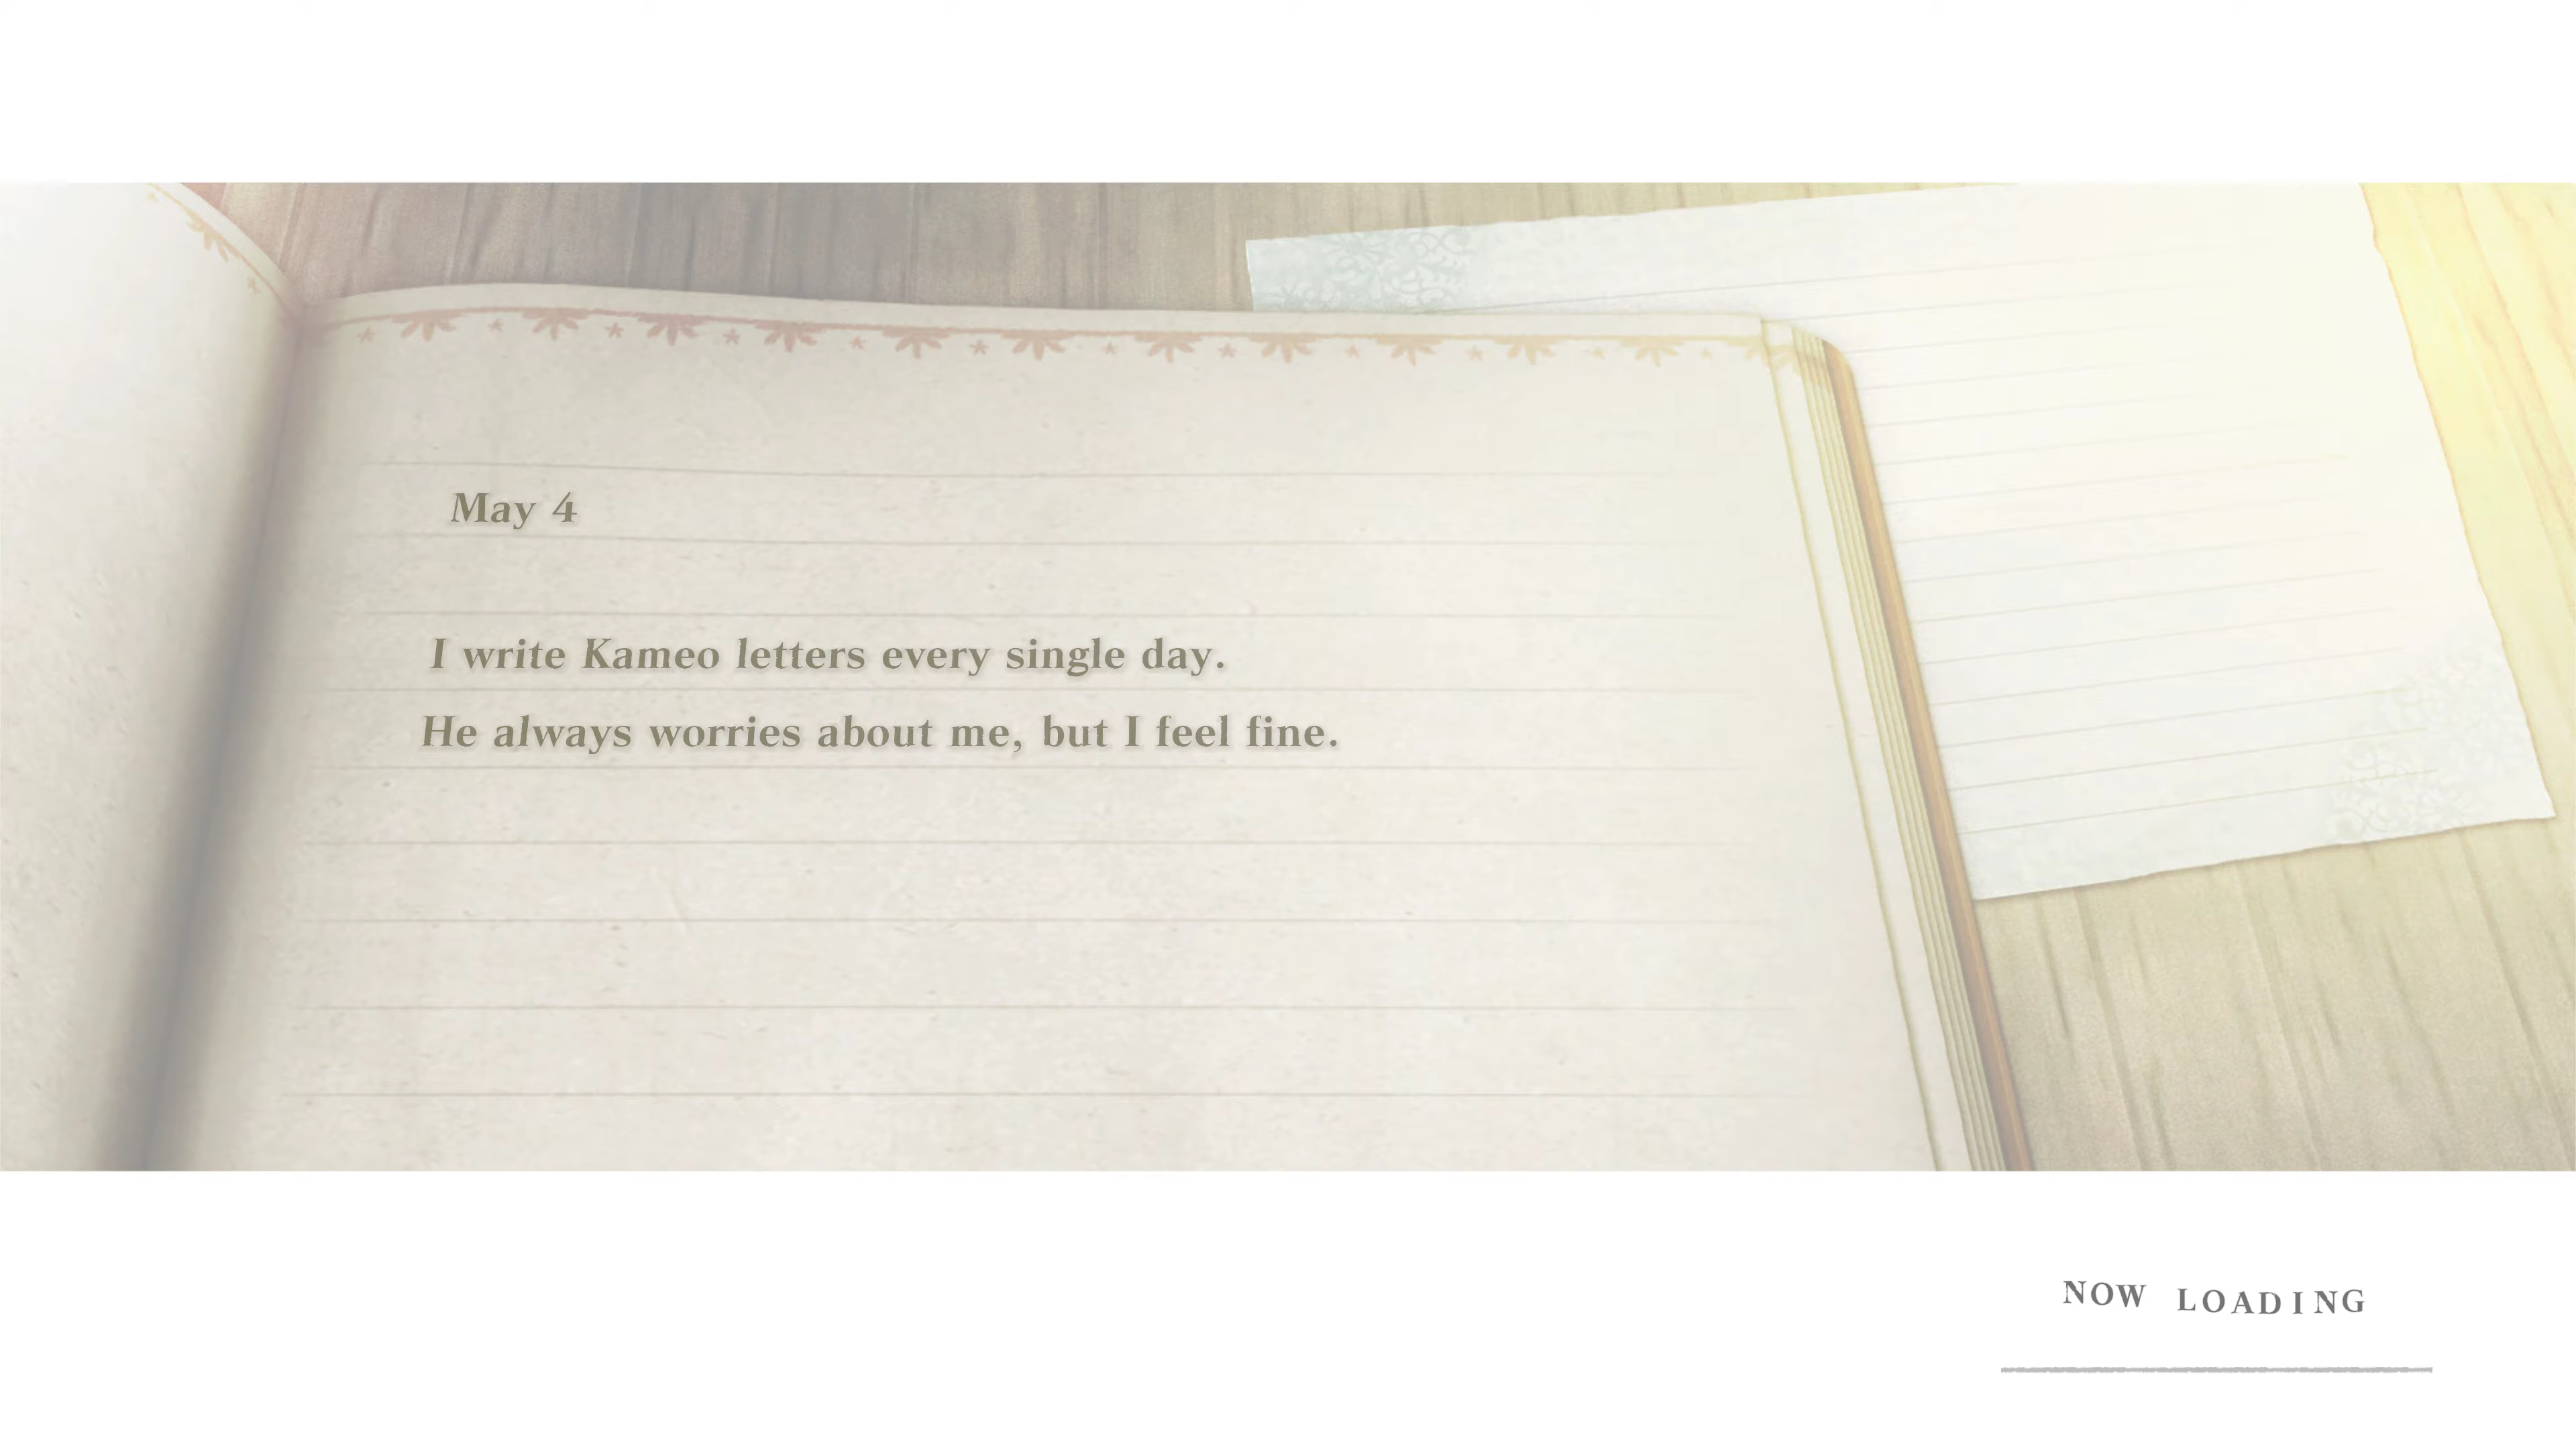 May 4
I write Kameo letters every single day.
He always worries about me, but I feel fine.
NOW LOADING